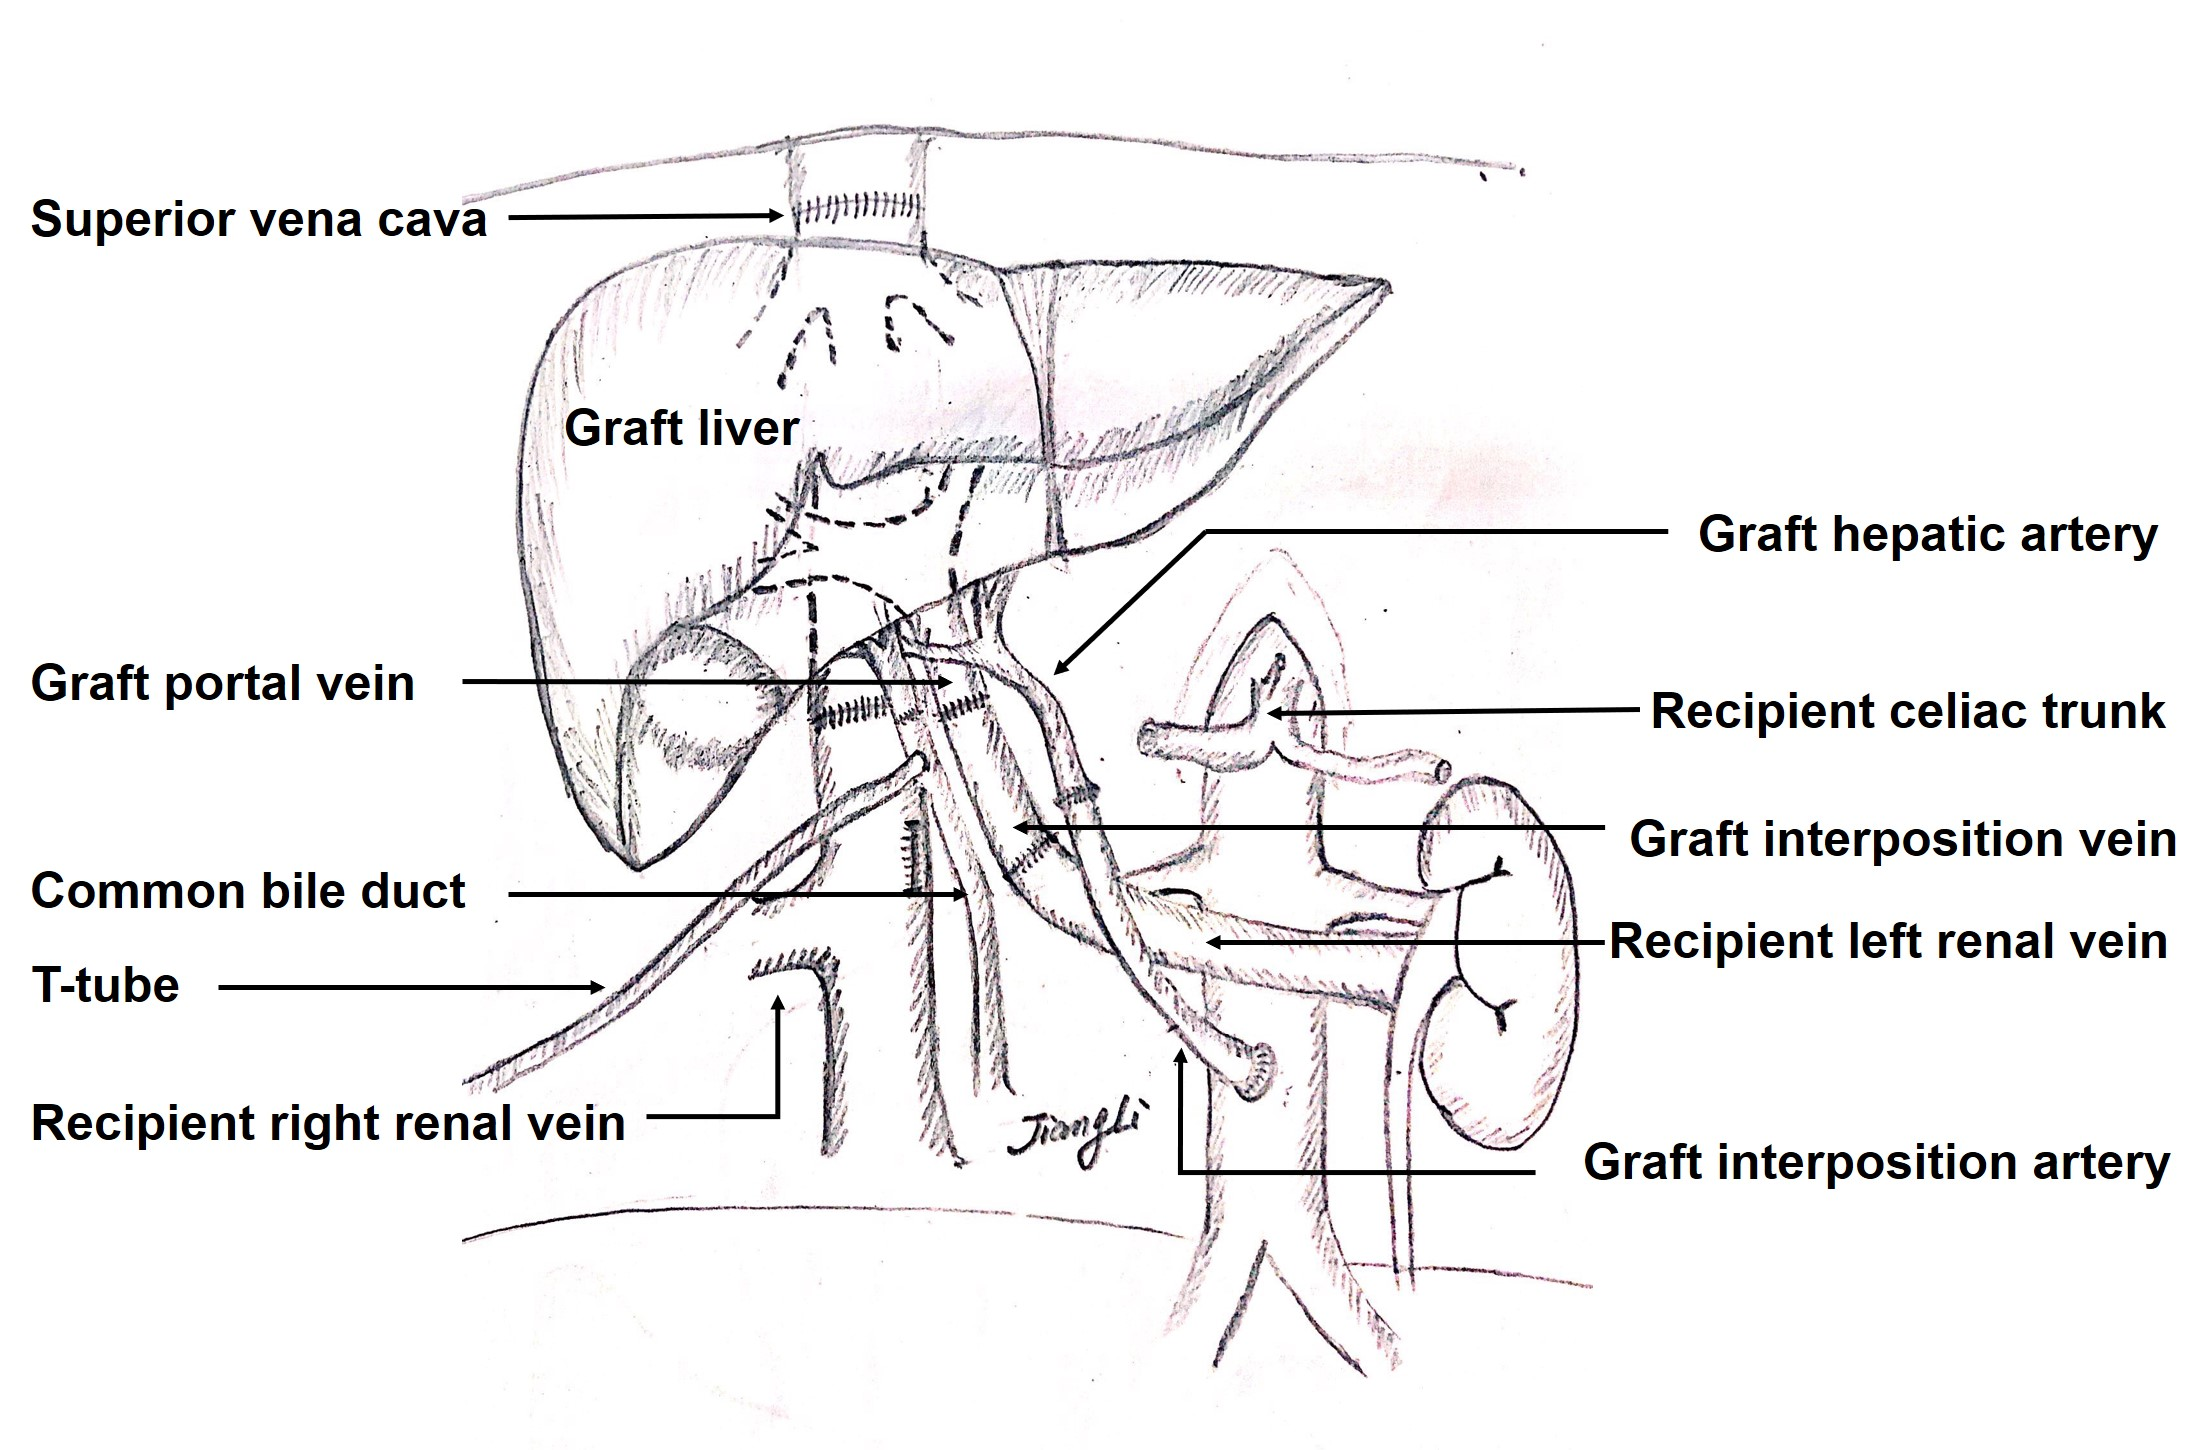 Superior vena cava
Graft liver
Graft hepatic artery
Graft portal vein
Recipient celiac trunk
Graft interposition vein
Common bile duct
Recipient left renal vein
T-tube
Recipient right renal vein
JiangLi
Graft interposition artery